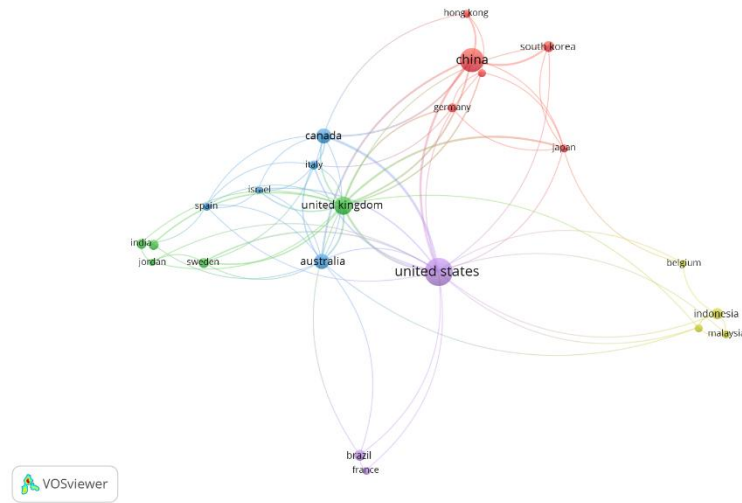 hong kong
south korea
china
germany
canada
japan
italy
israel
spain
united kingdom
india
jordan
sweden
australia
united states
belgium
indonesia
malaysia
brazil
france
VOSviewer